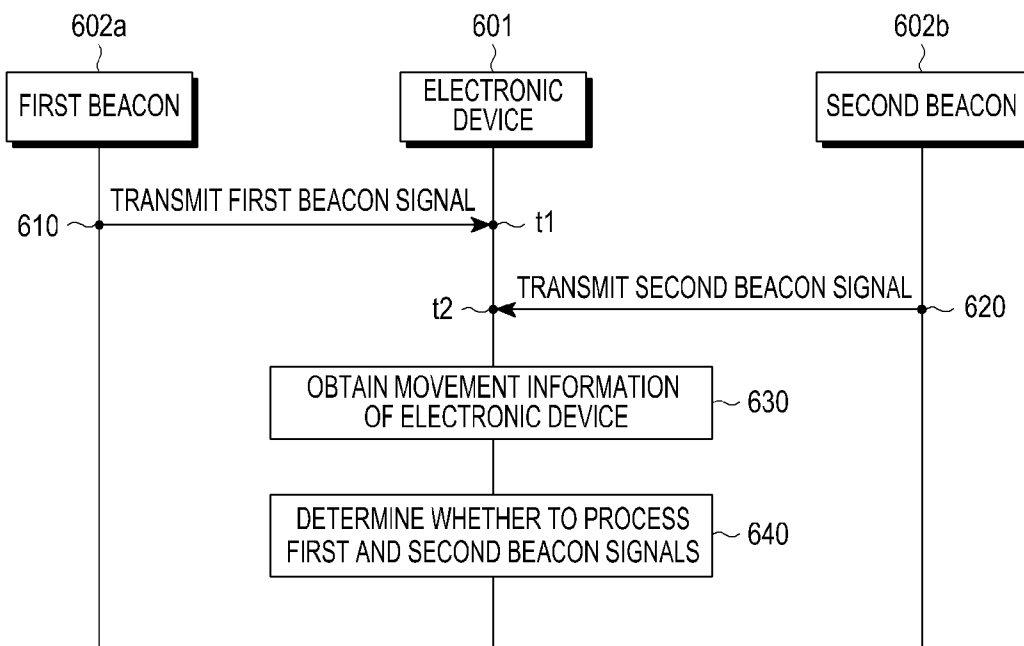 602a
601
602b
FIRST BEACON
ELECTRONIC
DEVICE
SECOND BEACON
TRANSMIT FIRST BEACON SIGNAL
610
t1
TRANSMIT SECOND BEACON SIGNAL
t2
620
OBTAIN MOVEMENT INFORMATION
OF ELECTRONIC DEVICE
630
DETERMINE WHETHER TO PROCESS
FIRST AND SECOND BEACON SIGNALS
640